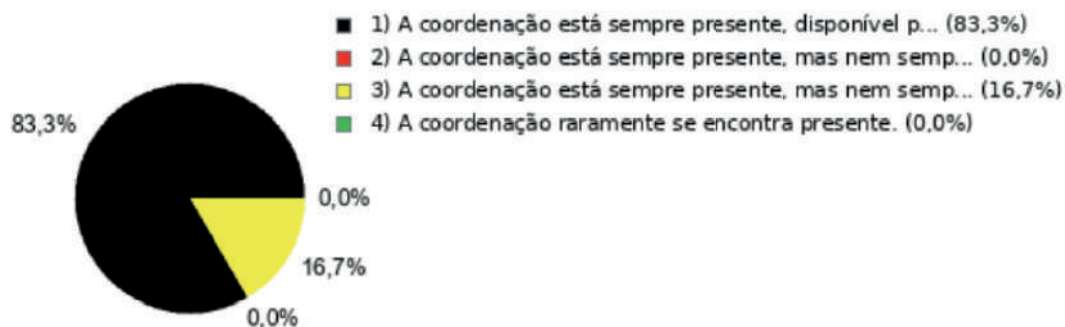 1) A coordenação está sempre presente, disponível p... (83,3%)
2) A coordenação está sempre presente, mas nem semp... (0,0%)
3) A coordenação está sempre presente, mas nem semp... (16,7%)
4) A coordenação raramente se encontra presente. (0,0%)
83,3%
0,0%
16,7%
0,0%